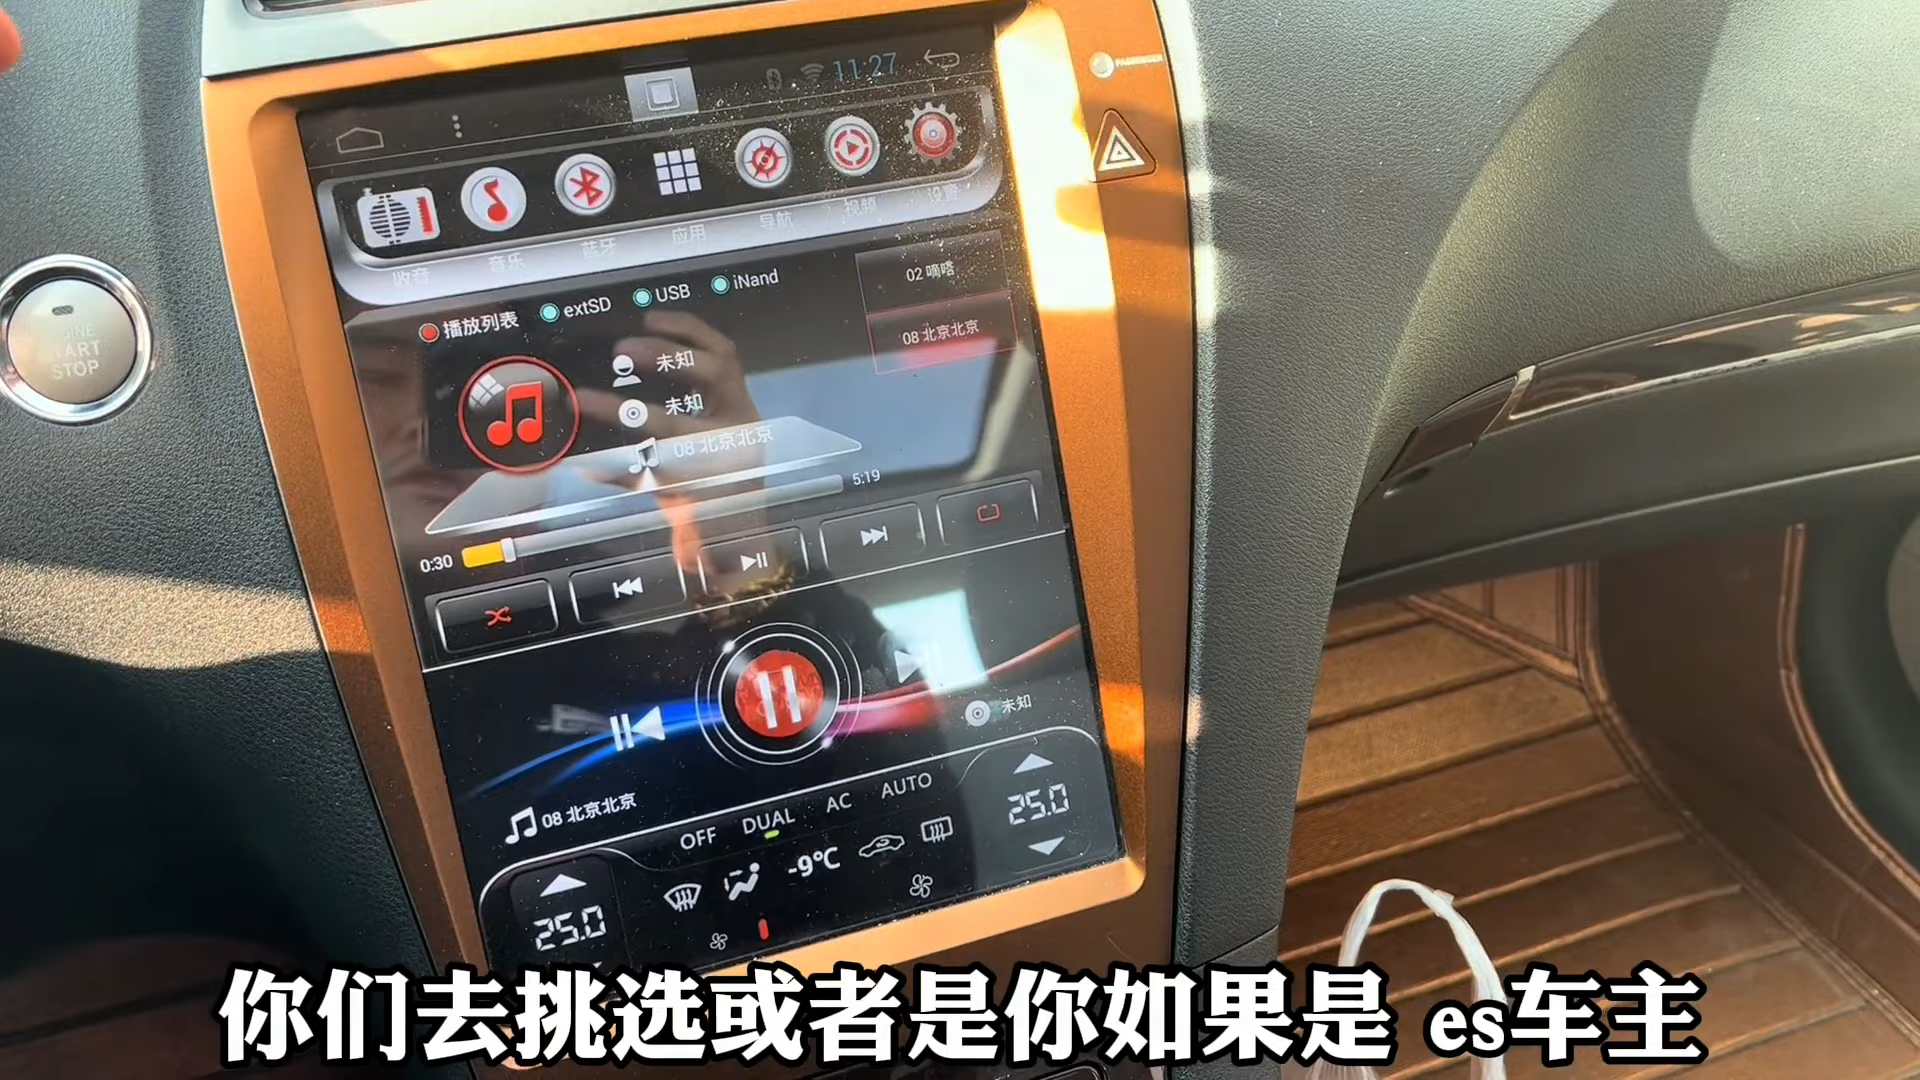 11:27
PASSENGER
收音
音乐
蓝牙
应用
导航
视频
设置
播放列表
extSD
USB
iNand
02 嘀嗒
08 北京北京
未知
未知
08 北京北京
5:19
0:30
START
STOP
未知
08 北京北京
OFF
DUAL
AC
AUTO
25.0
-9℃
25.0
你们去挑选或者是你如果是 es车主